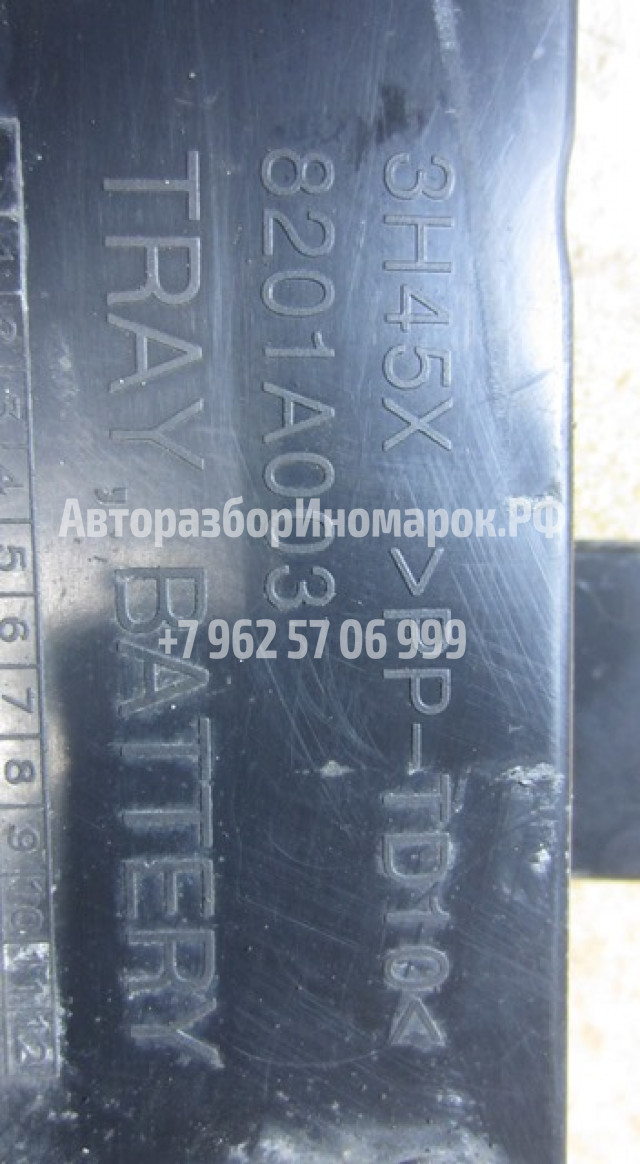 3H45X >PP-TD10<
8201A003
TRAY, BATTERY
1 2 3 4 5 6 7 8 9 10 11 12
АвторазборИномарок.РФ
+7 962 57 06 999